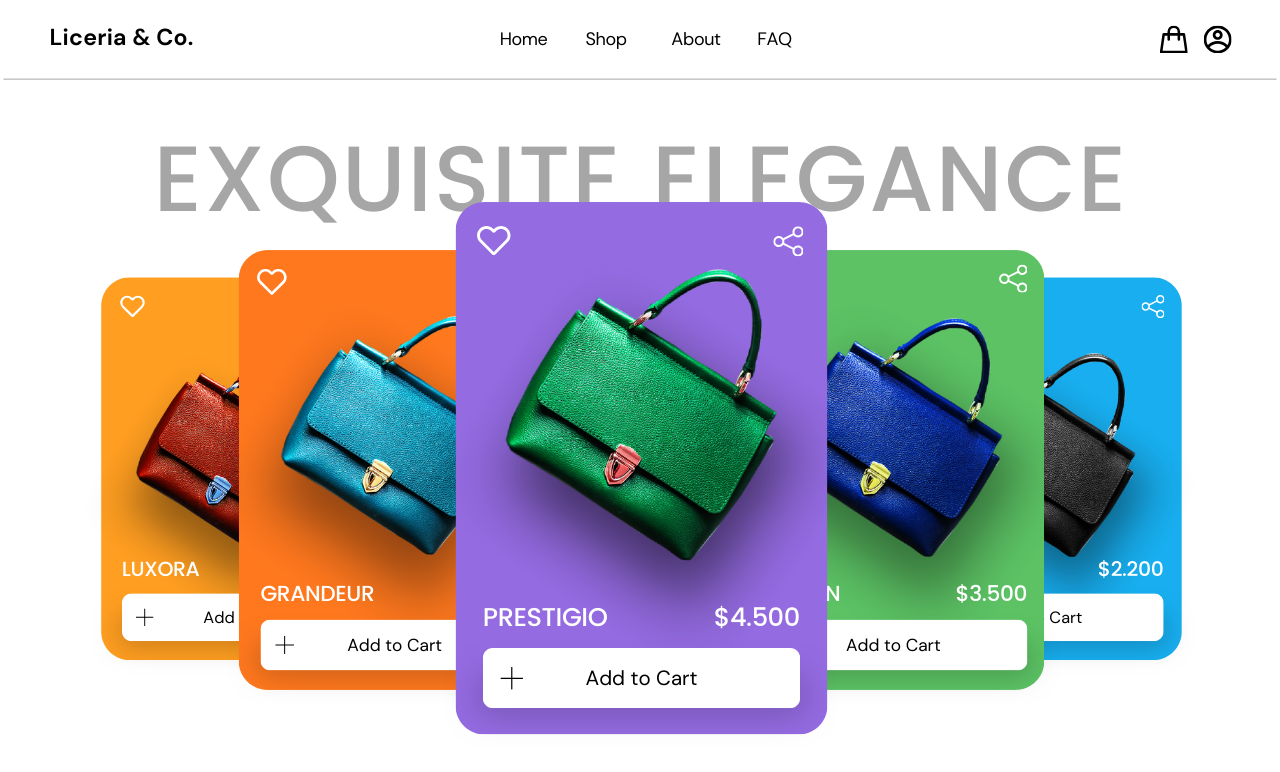 Liceria & Co.
Home Shop About FAQ
EXQUISITE ELEGANCE
LUXORA
Add
GRANDEUR
Add to Cart
PRESTIGIO $4.500
Add to Cart
N $3.500
Add to Cart
$2.200
Cart